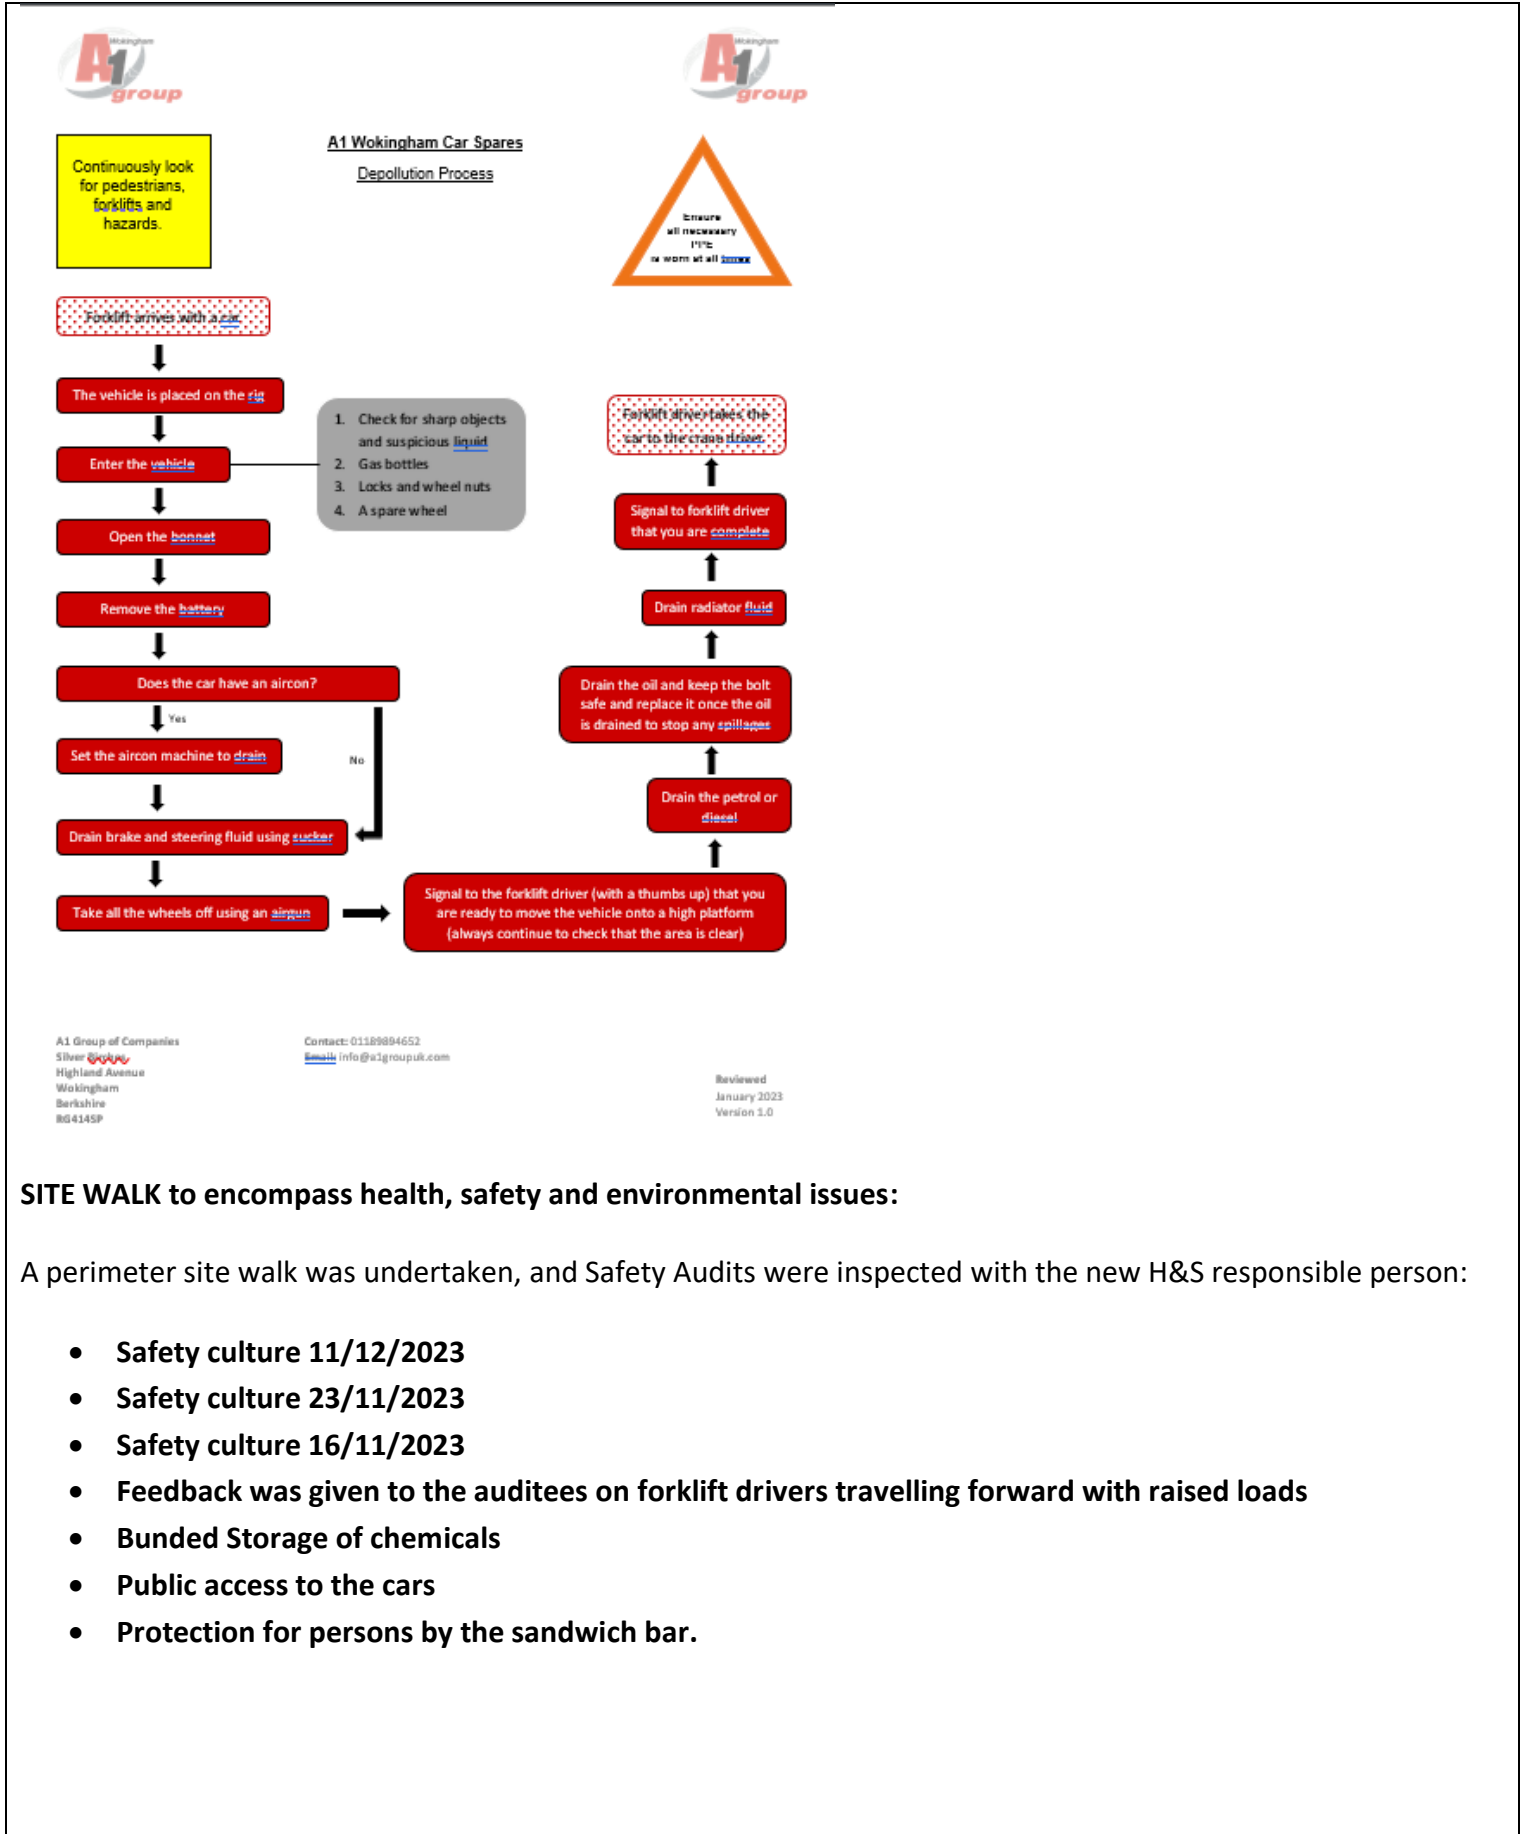 Wokingham
A1
group
Wokingham
A1
group
A1 Wokingham Car Spares
Depollution Process
Continuously look
for pedestrians,
forklifts and
hazards.
Ensure
all necessary
PPE
is worn at all times
Forklift arrives with a car
The vehicle is placed on the rig
Enter the vehicle
1. Check for sharp objects
and suspicious liquid
2. Gas bottles
3. Locks and wheel nuts
4. A spare wheel
Open the bonnet
Remove the battery
Does the car have an aircon?
Yes
No
Set the aircon machine to drain
Drain brake and steering fluid using sucker
Take all the wheels off using an airgun
Signal to the forklift driver (with a thumbs up) that you
are ready to move the vehicle onto a high platform
(always continue to check that the area is clear)
Drain the petrol or
diesel
Drain the oil and keep the bolt
safe and replace it once the oil
is drained to stop any spillages
Drain radiator fluid
Signal to forklift driver
that you are complete
Forklift driver takes the
car to the crane driver
A1 Group of Companies
Silver Birches
Highland Avenue
Wokingham
Berkshire
RG414SP
Contact: 01189894652
Email: info@a1groupuk.com
Reviewed
January 2023
Version 1.0
SITE WALK to encompass health, safety and environmental issues:
A perimeter site walk was undertaken, and Safety Audits were inspected with the new H&S responsible person:
• Safety culture 11/12/2023
• Safety culture 23/11/2023
• Safety culture 16/11/2023
• Feedback was given to the auditees on forklift drivers travelling forward with raised loads
• Bunded Storage of chemicals
• Public access to the cars
• Protection for persons by the sandwich bar.